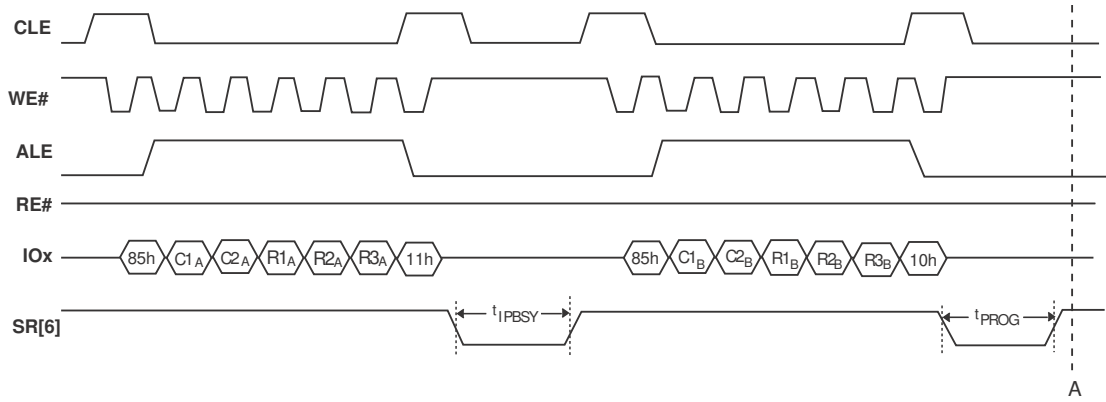 CLE
WE#
ALE
RE#
IOx 85h C1A C2A R1A R2A R3A 11h 85h C1B C2B R1B R2B R3B 10h
SR[6] tIPBSY tPROG
A